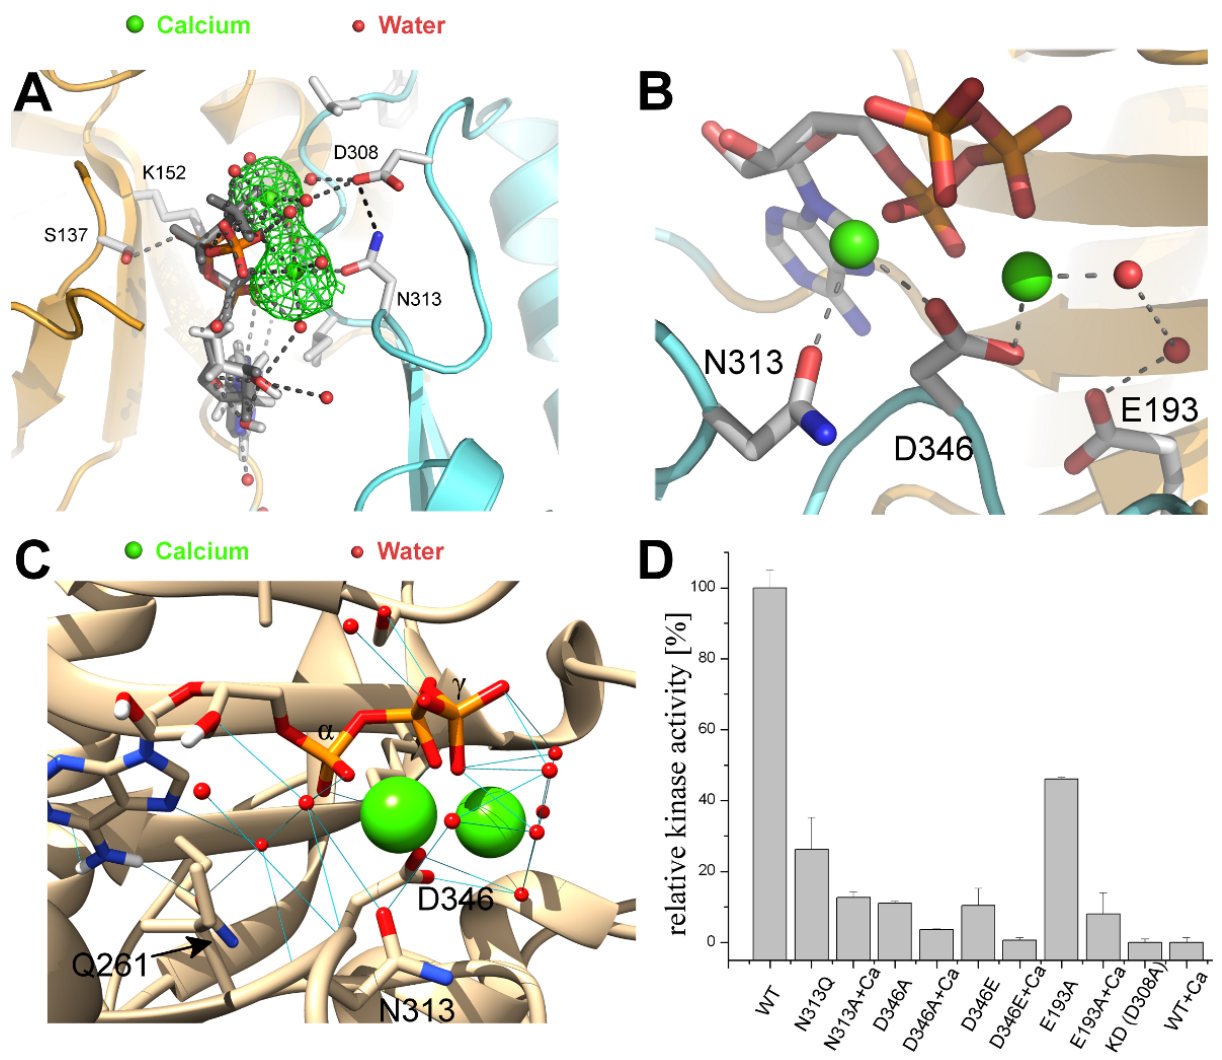 Calcium Water
A
K152
D308
S137
N313
B
N313
D346
E193
Calcium Water
C
α
γ
D346
Q261
N313
D
relative kinase activity [%]
100
80
60
40
20
0
WT
N313Q
N313A+Ca
D346A
D346A+Ca
D346E
D346E+Ca
E193A
E193A+Ca
KD (D308A)
WT+Ca